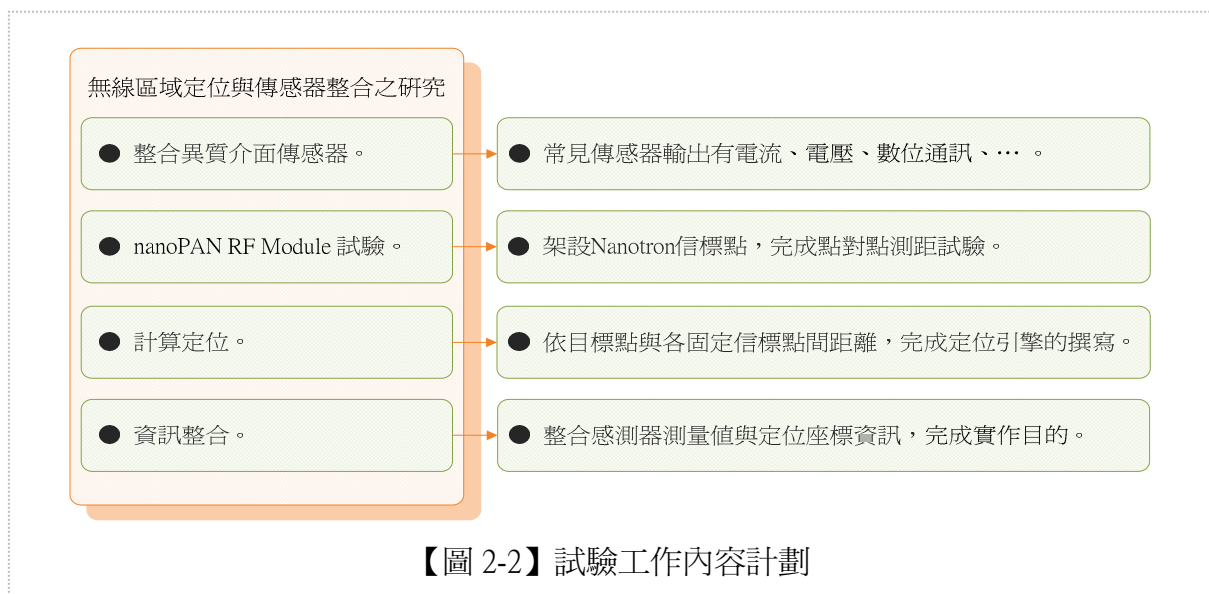 無線區域定位與傳感器整合之研究
● 整合異質介面傳感器。
● 常見傳感器輸出有電流、電壓、數位通訊、… 。
● nanoPAN RF Module 試驗。
● 架設Nanotron信標點，完成點對點測距試驗。
● 計算定位。
● 依目標點與各固定信標點間距離，完成定位引擎的撰寫。
● 資訊整合。
● 整合感測器測量值與定位座標資訊，完成實作目的。
【圖 2-2】試驗工作內容計劃